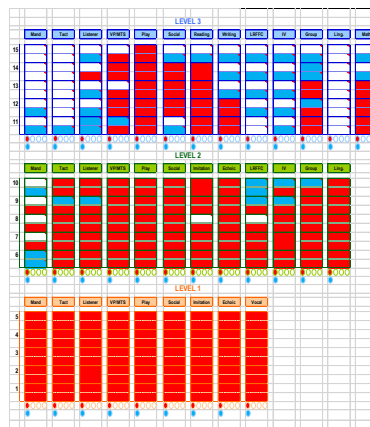 LEVEL 3
Mand Tact Listener VP/MTS Play Social Reading Writing LRFFC IV Group Ling. Mat
15
14
13
12
11
LEVEL 2
Mand Tact Listener VP/MTS Play Social Imitation Echoic LRFFC IV Group Ling.
10
9
8
7
6
LEVEL 1
Mand Tact Listener VP/MTS Play Social Imitation Echoic Vocal
5
4
3
2
1